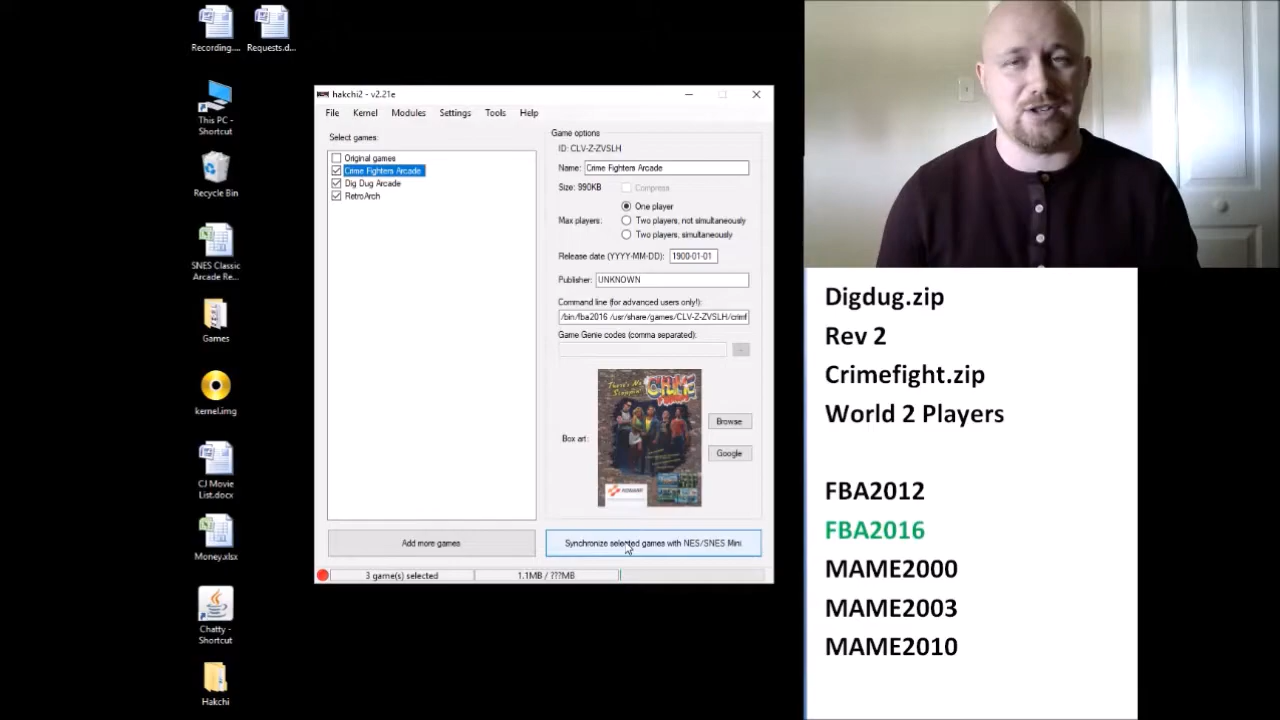 Recording....
Requests.d...
This PC -
Shortcut
Recycle Bin
SNES Classic
Arcade Re...
Games
kernel.img
CJ Movie
List.docx
Money.xlsx
Chatty -
Shortcut
Hakchi
hakchi2 - v2.21e
File Kernel Modules Settings Tools Help
Select games:
Original games
Crime Fighters Arcade
Dig Dug Arcade
RetroArch
Game options
ID: CLV-Z-ZVSLH
Name: Crime Fighters Arcade
Size: 990KB Compress
One player
Max players: Two players, not simultaneously
Two players, simultaneously
Release date (YYYY-MM-DD): 1900-01-01
Publisher: UNKNOWN
Command line (for advanced users only!):
/bin/fba2016 /usr/share/games/CLV-Z-ZVSLH/crimf
Game Genie codes (comma separated):
...
There's No
Stoppin'
CRIME
FIGHTERS
KONAMI
Box art:
Browse
Google
Add more games
Synchronize selected games with NES/SNES Mini
3 game(s) selected
1.1MB / ???MB
Digdug.zip
Rev 2
Crimefight.zip
World 2 Players
FBA2012
FBA2016
MAME2000
MAME2003
MAME2010